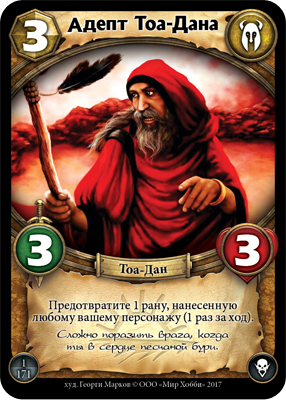 3
Адепт Тоа-Дана
3
3
Тоа-Дан
Предотвратите 1 рану, нанесенную
любому вашему персонажу (1 раз за ход).
Сложно поразить врага, когда
ты в сердце песчаной бури.
1
171
худ. Георги Марков © ООО «Мир Хобби» 2017